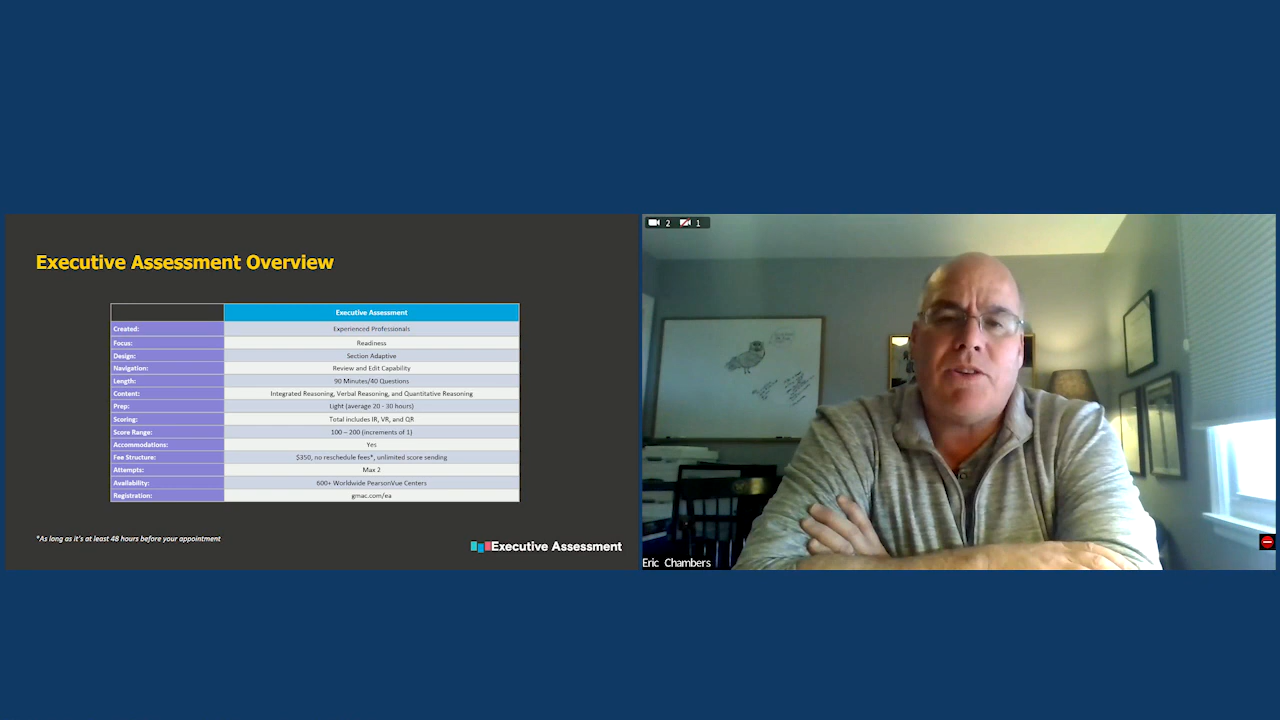 Executive Assessment Overview
Executive Assessment
Created: Experienced Professionals
Focus: Readiness
Design: Section Adaptive
Navigation: Review and Edit Capability
Length: 90 Minutes/40 Questions
Content: Integrated Reasoning, Verbal Reasoning, and Quantitative Reasoning
Prep: Light (average 20 - 30 hours)
Scoring: Total includes IR, VR, and QR
Score Range: 100 – 200 (increments of 1)
Accommodations: Yes
Fee Structure: $350, no reschedule fees*, unlimited score sending
Attempts: Max 2
Availability: 600+ Worldwide PearsonVue Centers
Registration: gmac.com/ea
*As long as it's at least 48 hours before your appointment
Executive Assessment
2 1
Eric Chambers